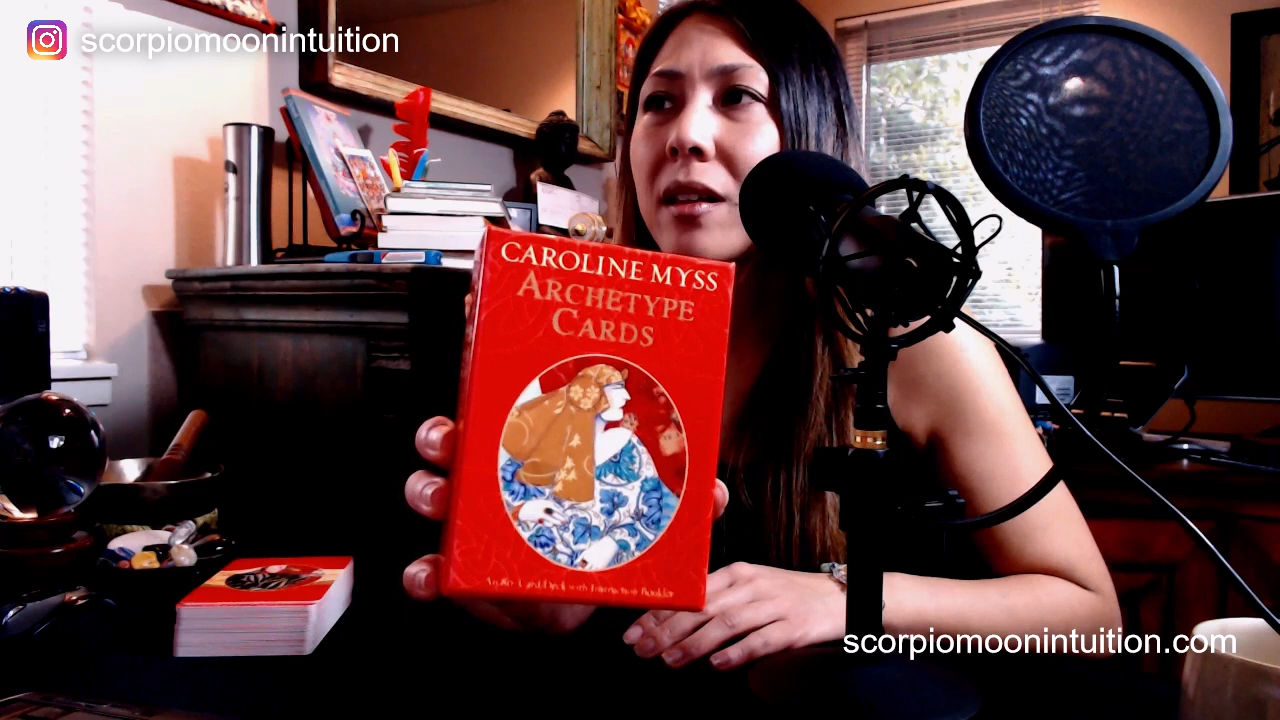 scorpiomoonintuition
CAROLINE MYSS
ARCHETYPE
CARDS
scorpiomoonintuition.com